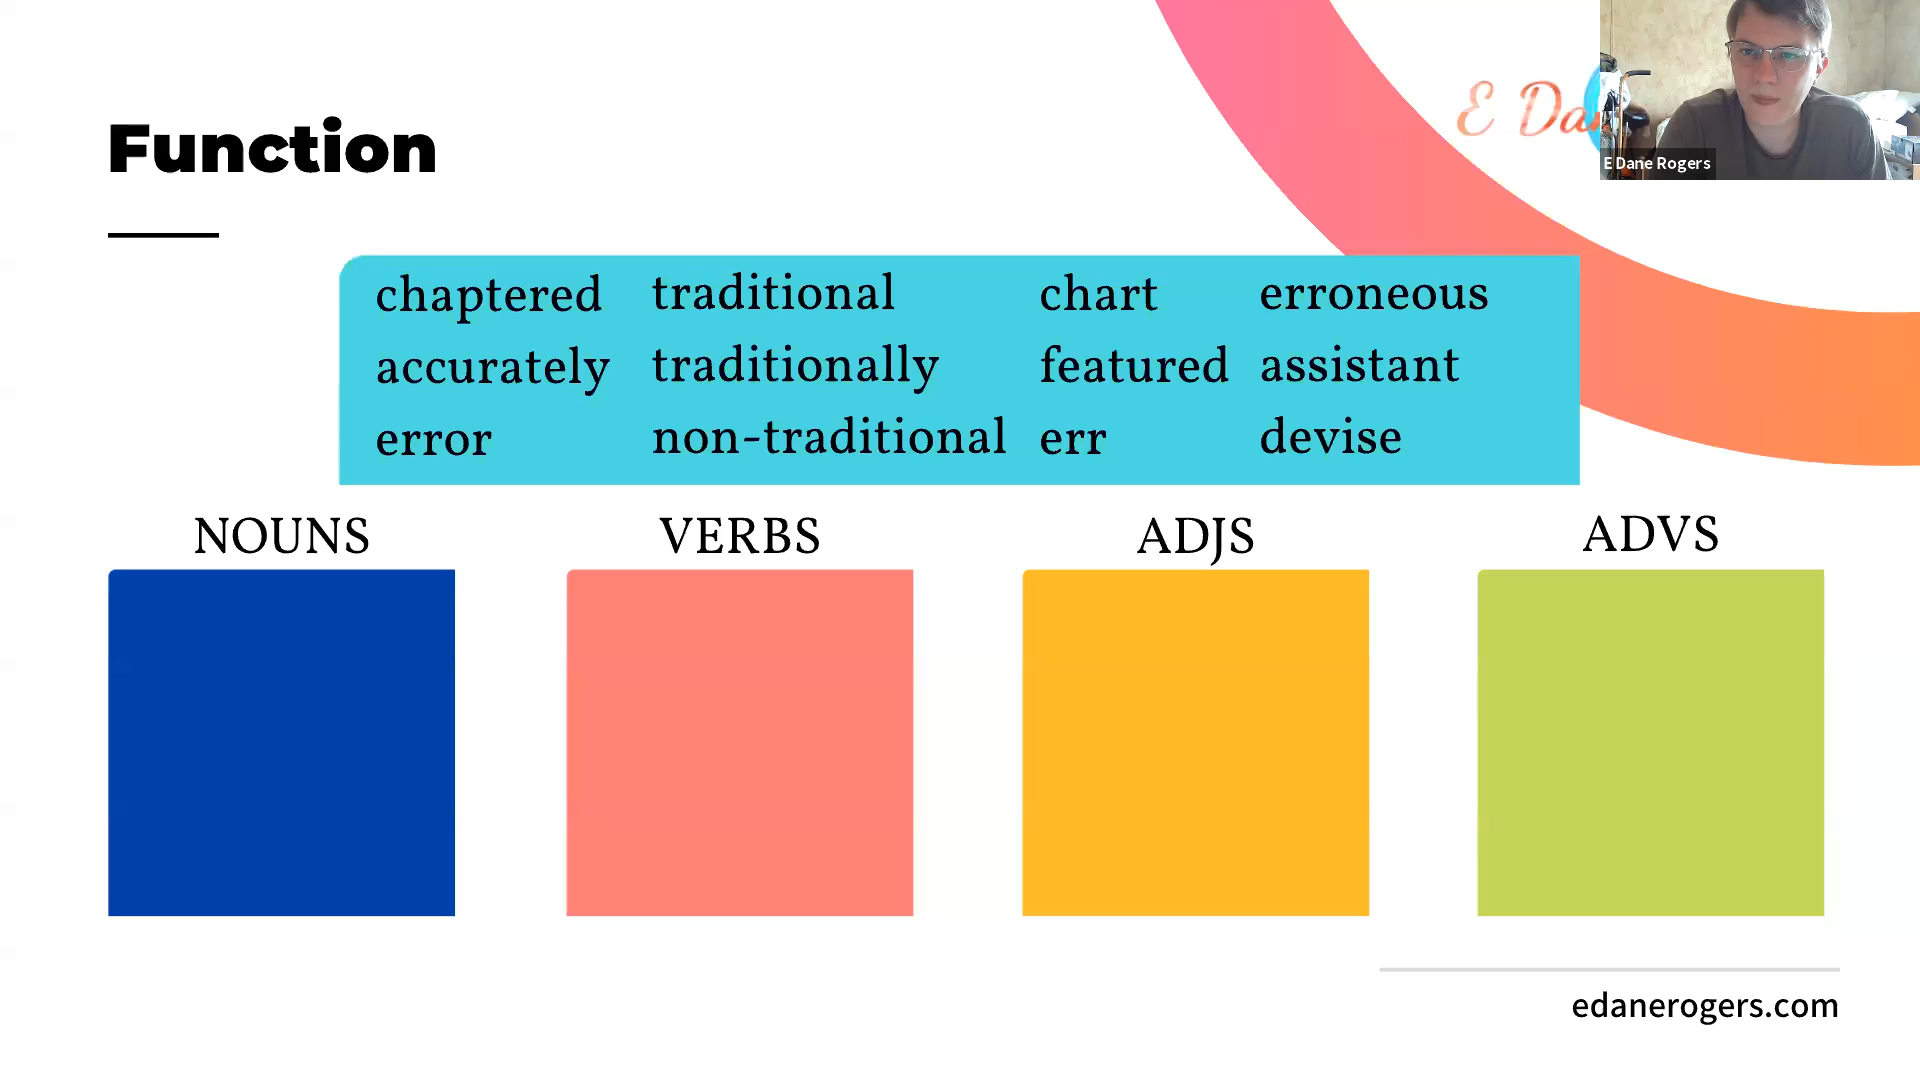 Function
E Da
E Dane Rogers
chaptered traditional chart erroneous
accurately traditionally featured assistant
error non-traditional err devise
NOUNS VERBS ADJS ADVS
edanerogers.com